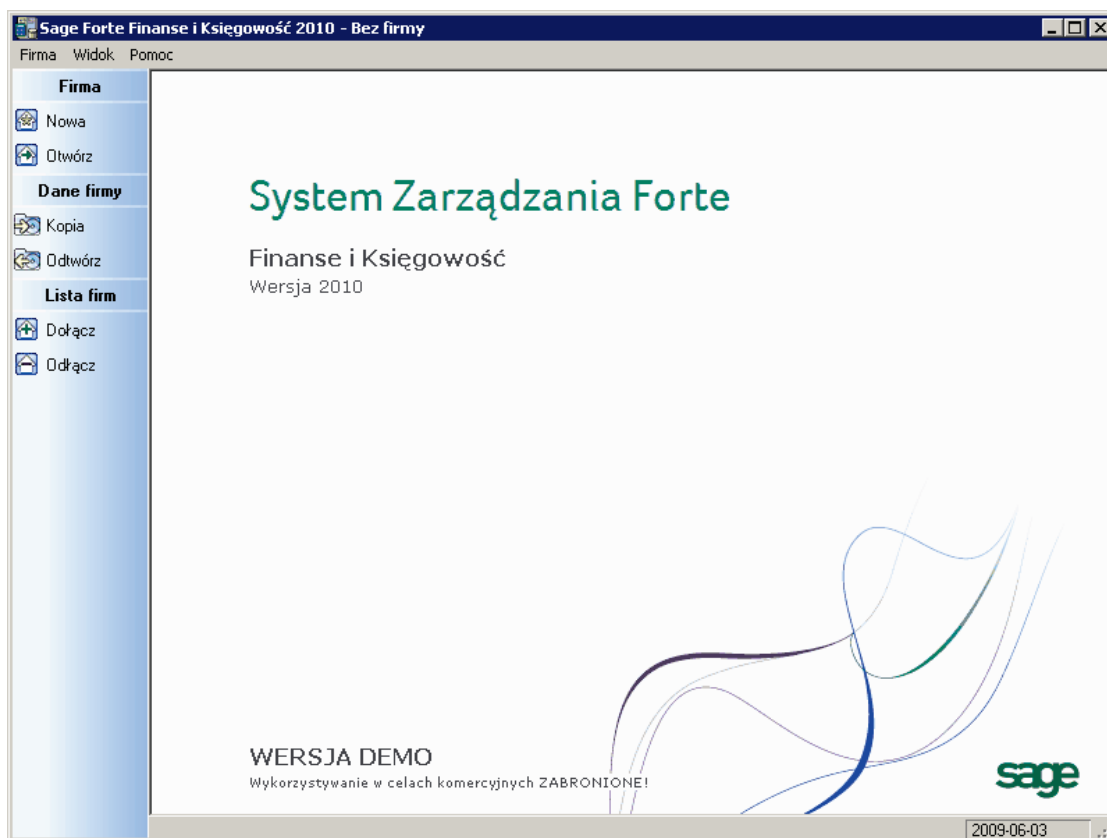 Sage Forte Finanse i Księgowość 2010 - Bez firmy
Firma Widok Pomoc
Firma
Nowa
Otwórz
Dane firmy
Kopia
Odtwórz
Lista firm
Dołącz
Odłącz
System Zarządzania Forte
Finanse i Księgowość
Wersja 2010
WERSJA DEMO
Wykorzystywanie w celach komercyjnych ZABRONIONE!
sage
2009-06-03